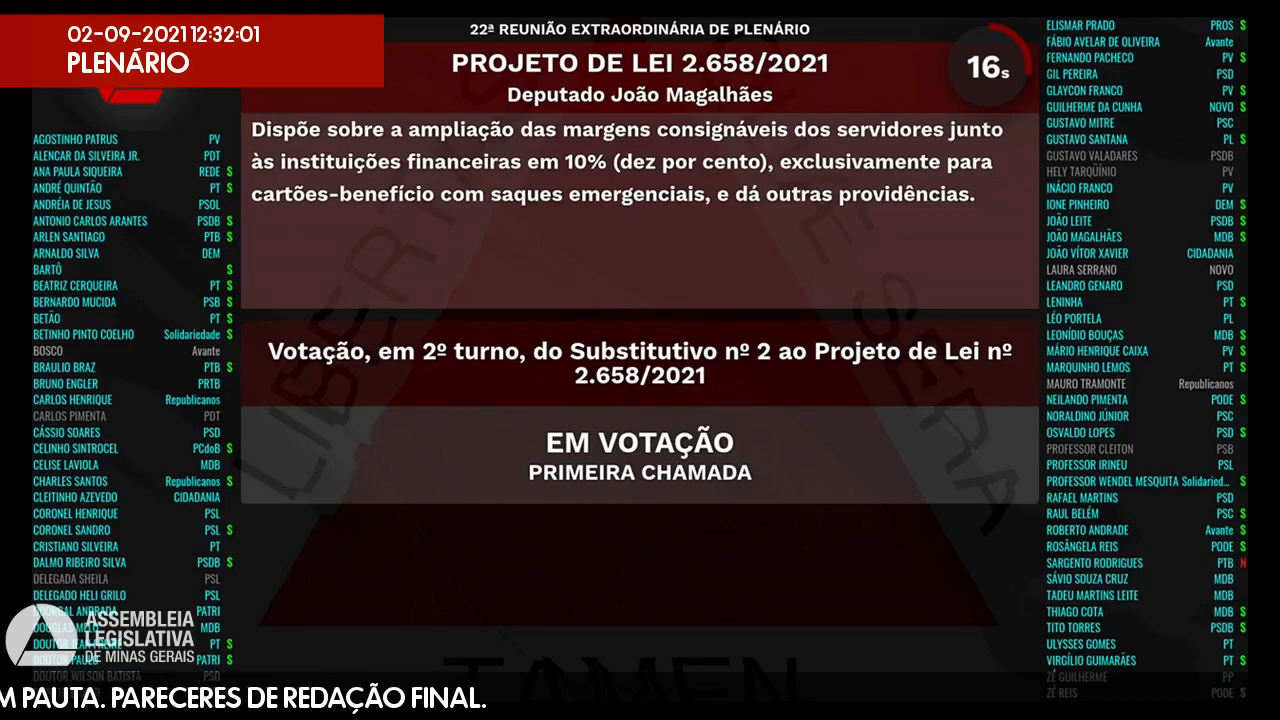 02-09-2021 12:32:01
PLENÁRIO
22ª REUNIÃO EXTRAORDINÁRIA DE PLENÁRIO
PROJETO DE LEI 2.658/2021
Deputado João Magalhães
16s
Dispõe sobre a ampliação das margens consignáveis dos servidores junto
às instituições financeiras em 10% (dez por cento), exclusivamente para
cartões-benefício com saques emergenciais, e dá outras providências.
Votação, em 2º turno, do Substitutivo nº 2 ao Projeto de Lei nº
2.658/2021
EM VOTAÇÃO
PRIMEIRA CHAMADA
AGOSTINHO PATRUS PV
ALENCAR DA SILVEIRA JR. PDT
ANA PAULA SIQUEIRA REDE S
ANDRÉ QUINTÃO PT S
ANDRÉIA DE JESUS PSOL
ANTONIO CARLOS ARANTES PSDB S
ARLEN SANTIAGO PTB S
ARNALDO SILVA DEM
BARTÔ S
BEATRIZ CERQUEIRA PT S
BERNARDO MUCIDA PSB S
BETÃO PT S
BETINHO PINTO COELHO Solidariedade S
BOSCO Avante
BRAULIO BRAZ PTB S
BRUNO ENGLER PRTB
CARLOS HENRIQUE Republicanos
CARLOS PIMENTA PDT
CÁSSIO SOARES PSD
CELINHO SINTROCEL PCdoB S
CELISE LAVIOLA MDB
CHARLES SANTOS Republicanos S
CLEITINHO AZEVEDO CIDADANIA
CORONEL HENRIQUE PSL
CORONEL SANDRO PSL S
CRISTIANO SILVEIRA PT
DALMO RIBEIRO SILVA PSDB S
DELEGADA SHEILA PSL
DELEGADO HELI GRILO PSL
DOORGAL ANDRADA PATRI
DOUGLAS MELO MDB
DOUTOR JEAN FREIRE PT S
DOUTOR PAULO PATRI S
DOUTOR WILSON BATISTA PSD
ELISMAR PRADO PROS S
FÁBIO AVELAR DE OLIVEIRA Avante
FERNANDO PACHECO PV S
GIL PEREIRA PSD
GLAYCON FRANCO PV S
GUILHERME DA CUNHA NOVO S
GUSTAVO MITRE PSC
GUSTAVO SANTANA PL S
GUSTAVO VALADARES PSDB
HELY TARQÜÍNIO PV
INÁCIO FRANCO PV
IONE PINHEIRO DEM S
JOÃO LEITE PSDB S
JOÃO MAGALHÃES MDB S
JOÃO VÍTOR XAVIER CIDADANIA
LAURA SERRANO NOVO
LEANDRO GENARO PSD
LENINHA PT S
LÉO PORTELA PL
LEONÍDIO BOUÇAS MDB S
MÁRIO HENRIQUE CAIXA PV S
MARQUINHO LEMOS PT S
MAURO TRAMONTE Republicanos
NEILANDO PIMENTA PODE S
NORALDINO JÚNIOR PSC
OSVALDO LOPES PSD S
PROFESSOR CLEITON PSB
PROFESSOR IRINEU PSL
PROFESSOR WENDEL MESQUITA Solidaried... S
RAFAEL MARTINS PSD
RAUL BELÉM PSC S
ROBERTO ANDRADE Avante S
ROSÂNGELA REIS PODE S
SARGENTO RODRIGUES PTB N
SÁVIO SOUZA CRUZ MDB
TADEU MARTINS LEITE MDB
THIAGO COTA MDB S
TITO TORRES PSDB S
ULYSSES GOMES PT
VIRGÍLIO GUIMARÃES PT S
ZÉ GUILHERME PP
ZÉ REIS PODE S
ASSEMBLEIA
LEGISLATIVA
DE MINAS GERAIS
M PAUTA. PARECERES DE REDAÇÃO FINAL.